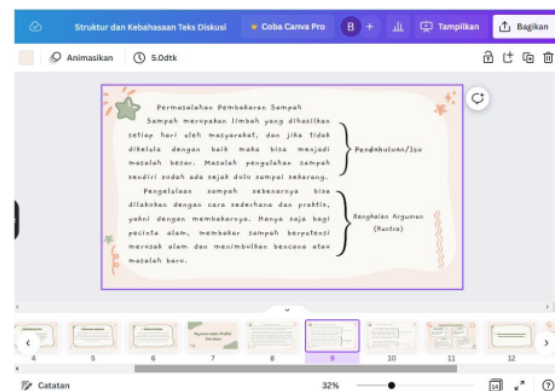 Struktur dan Kebahasaan Teks Diskusi
Coba Canva Pro
B
+
Tampilkan
Bagikan
Animasikan
5.0dtk
Permasalahan Pembakaran Sampah
Sampah merupakan limbah yang dihasilkan
setiap hari oleh masyarakat, dan jika tidak
dikelola dengan baik maka bisa menjadi
masalah besar. Masalah pengolahan sampah
sendiri sudah ada sejak dulu sampai sekarang.
Pendahuluan/Isu
Pengelolaan sampah sebenarnya bisa
dilakukan dengan cara sederhana dan praktis,
yakni dengan membakarnya. Hanya saja bagi
pecinta alam, membakar sampah berpotensi
merusak alam dan menimbulkan bencana atau
masalah baru.
Rangkaian Argumen
(Kontra)
4
5
6
7
8
9
10
11
12
Catatan
32%
14